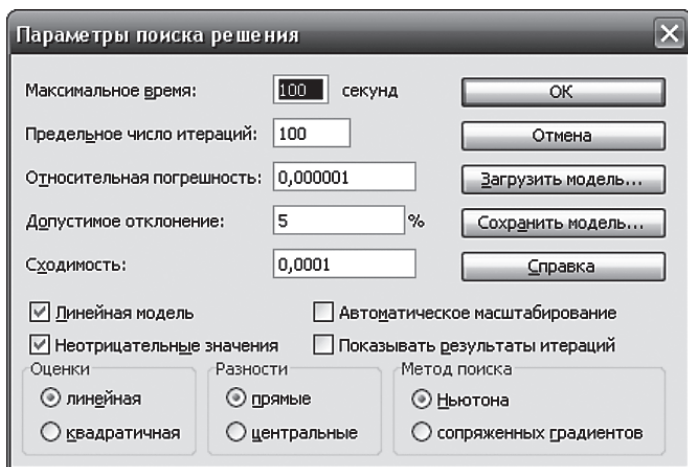 Параметры поиска решения
Максимальное время: 100 секунд
ОК
Предельное число итераций: 100
Отмена
Относительная погрешность: 0,000001
Загрузить модель...
Допустимое отклонение: 5 %
Сохранить модель...
Сходимость: 0,0001
Справка
Линейная модель
Автоматическое масштабирование
Неотрицательные значения
Показывать результаты итераций
Оценки
линейная
квадратичная
Разности
прямые
центральные
Метод поиска
Ньютона
сопряженных градиентов